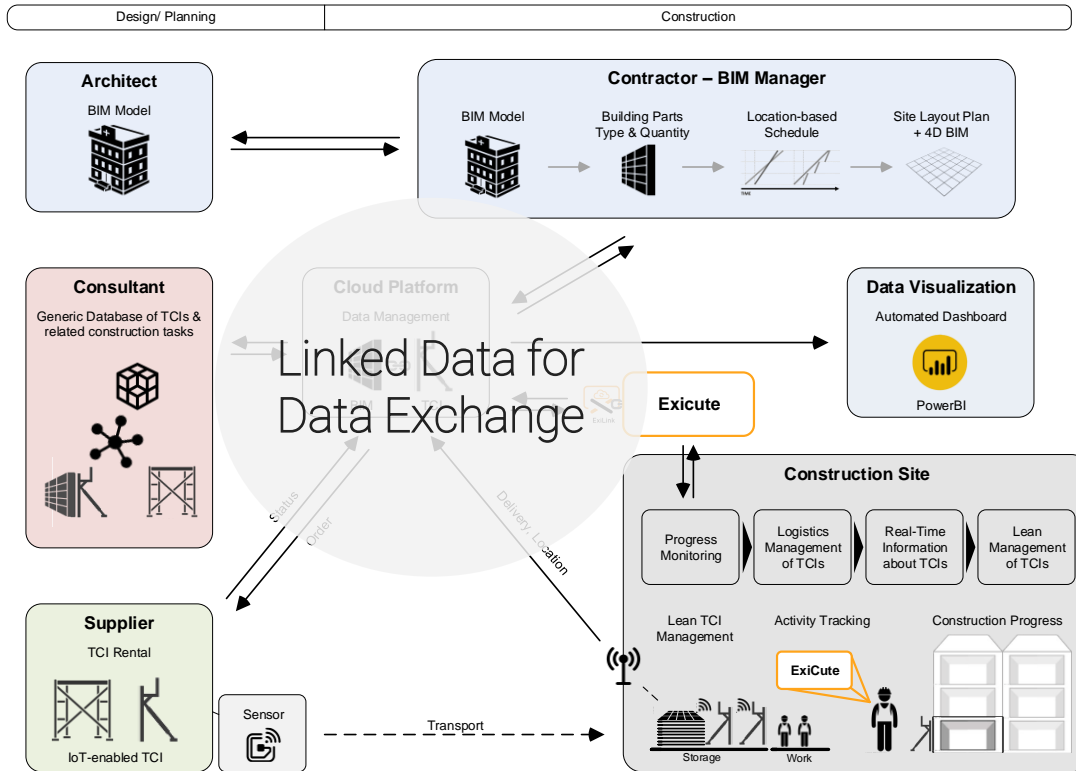 Design/ Planning
Construction
Architect
BIM Model
Contractor – BIM Manager
BIM Model
Building Parts
Type & Quantity
Location-based
Schedule
TIME
Site Layout Plan
+ 4D BIM
Consultant
Generic Database of TCIs &
related construction tasks
Cloud Platform
Data Management
BIM
TCI
Linked Data for
Data Exchange
ExiLink
Exicute
Data Visualization
Automated Dashboard
PowerBI
Status
Order
Delivery, Location
Construction Site
Progress
Monitoring
Logistics
Management
of TCIs
Real-Time
Information
about TCIs
Lean
Management
of TCIs
Lean TCI
Management
Activity Tracking
Construction Progress
ExiCute
Storage
Work
Supplier
TCI Rental
IoT-enabled TCI
Sensor
Transport